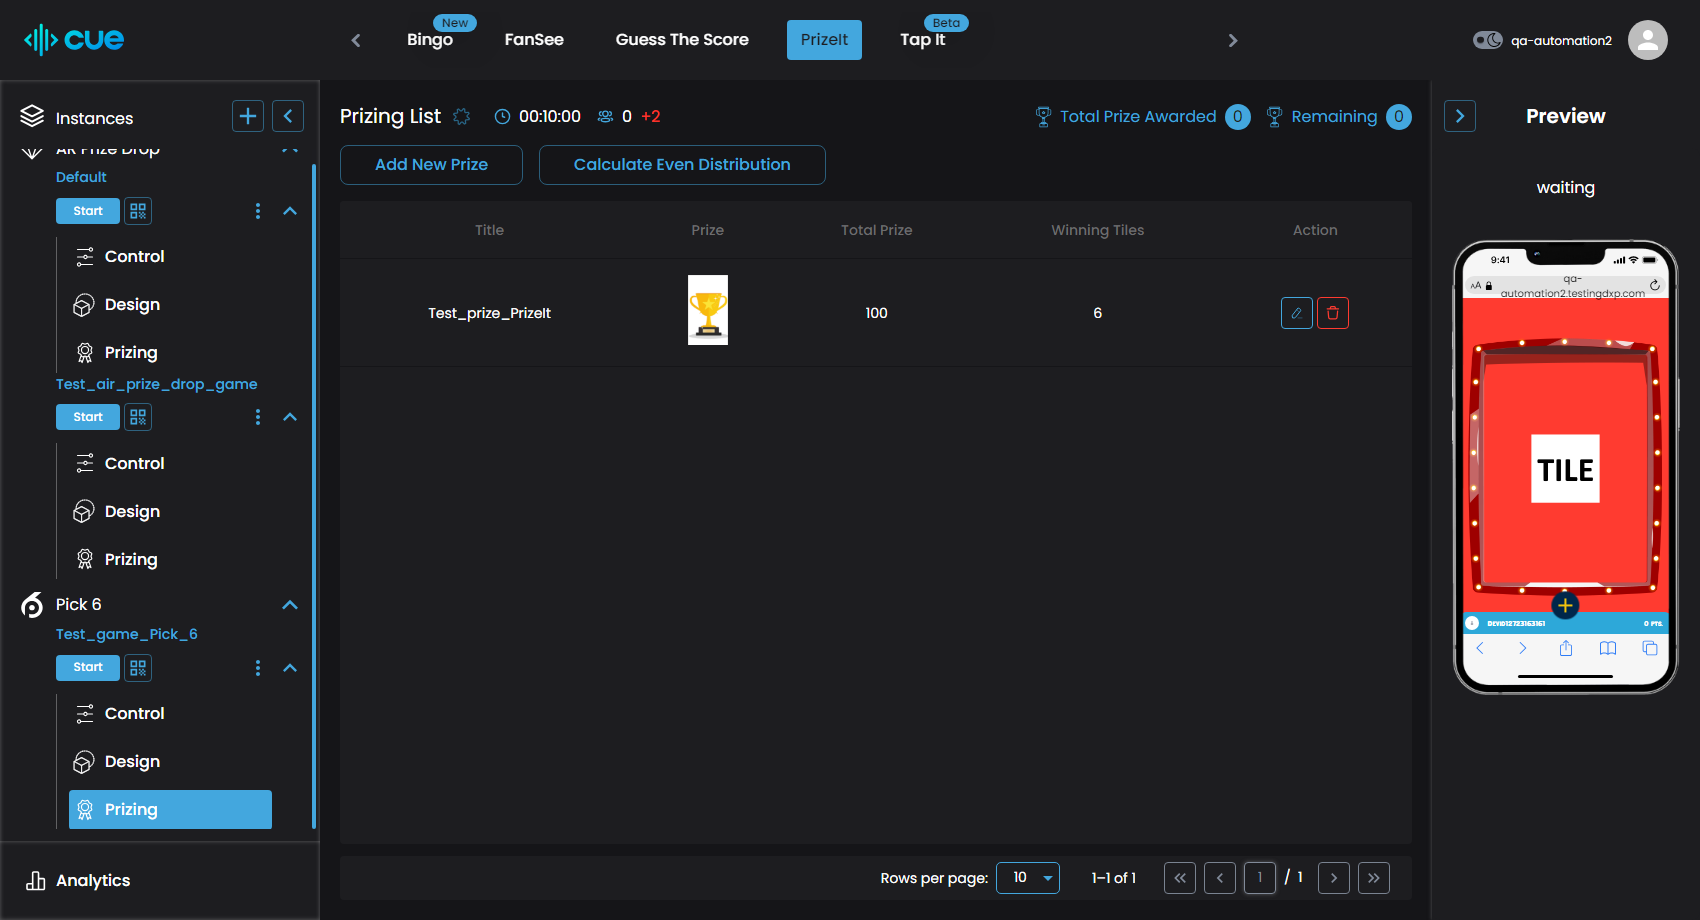 cue
New
Bingo
FanSee
Guess The Score
PrizeIt
Beta
Tap It
qa-automation2
Instances
AR Prize Drop
Default
Start
Control
Design
Prizing
Test_air_prize_drop_game
Start
Control
Design
Prizing
Pick 6
Test_game_Pick_6
Start
Control
Design
Prizing
Analytics
Prizing List
00:10:00
0 +2
Total Prize Awarded 0
Remaining 0
Add New Prize
Calculate Even Distribution
Title Prize Total Prize Winning Tiles Action
Test_prize_PrizeIt 100 6
Rows per page: 10 1–1 of 1 1 / 1
Preview
waiting
9:41
AA
qa-
automation2.testingdxp.com
TILE
0 PTS.